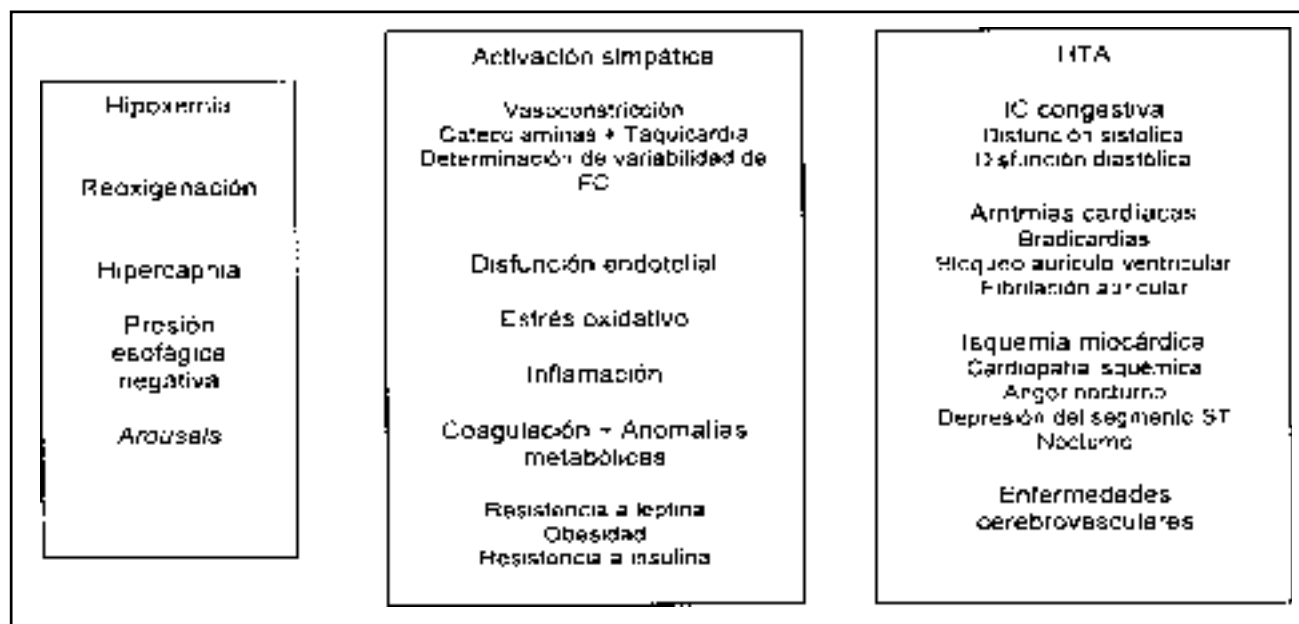 Hipoxemia
Reoxigenación
Hipercapnia
Presión
esofágica
negativa
Arousals
Activación simpática
Vasoconstricción
Catecolaminas + Taquicardia
Determinación de variabilidad de
FC
Disfunción endotelial
Estrés oxidativo
Inflamación
Coagulación - Anomalías
metabólicas
Resistencia a leptina
Obesidad
Resistencia a insulina
HTA
IC congestiva
Disfunción sistólica
Disfunción diastólica
Arritmias cardiacas
Bradicardias
Bloqueo auriculo ventricular
Fibrilación auricular
Isquemia miocárdica
Cardiopatía isquémica
Angor nocturno
Depresión del segmento ST
Nocturno
Enfermedades
cerebrovasculares